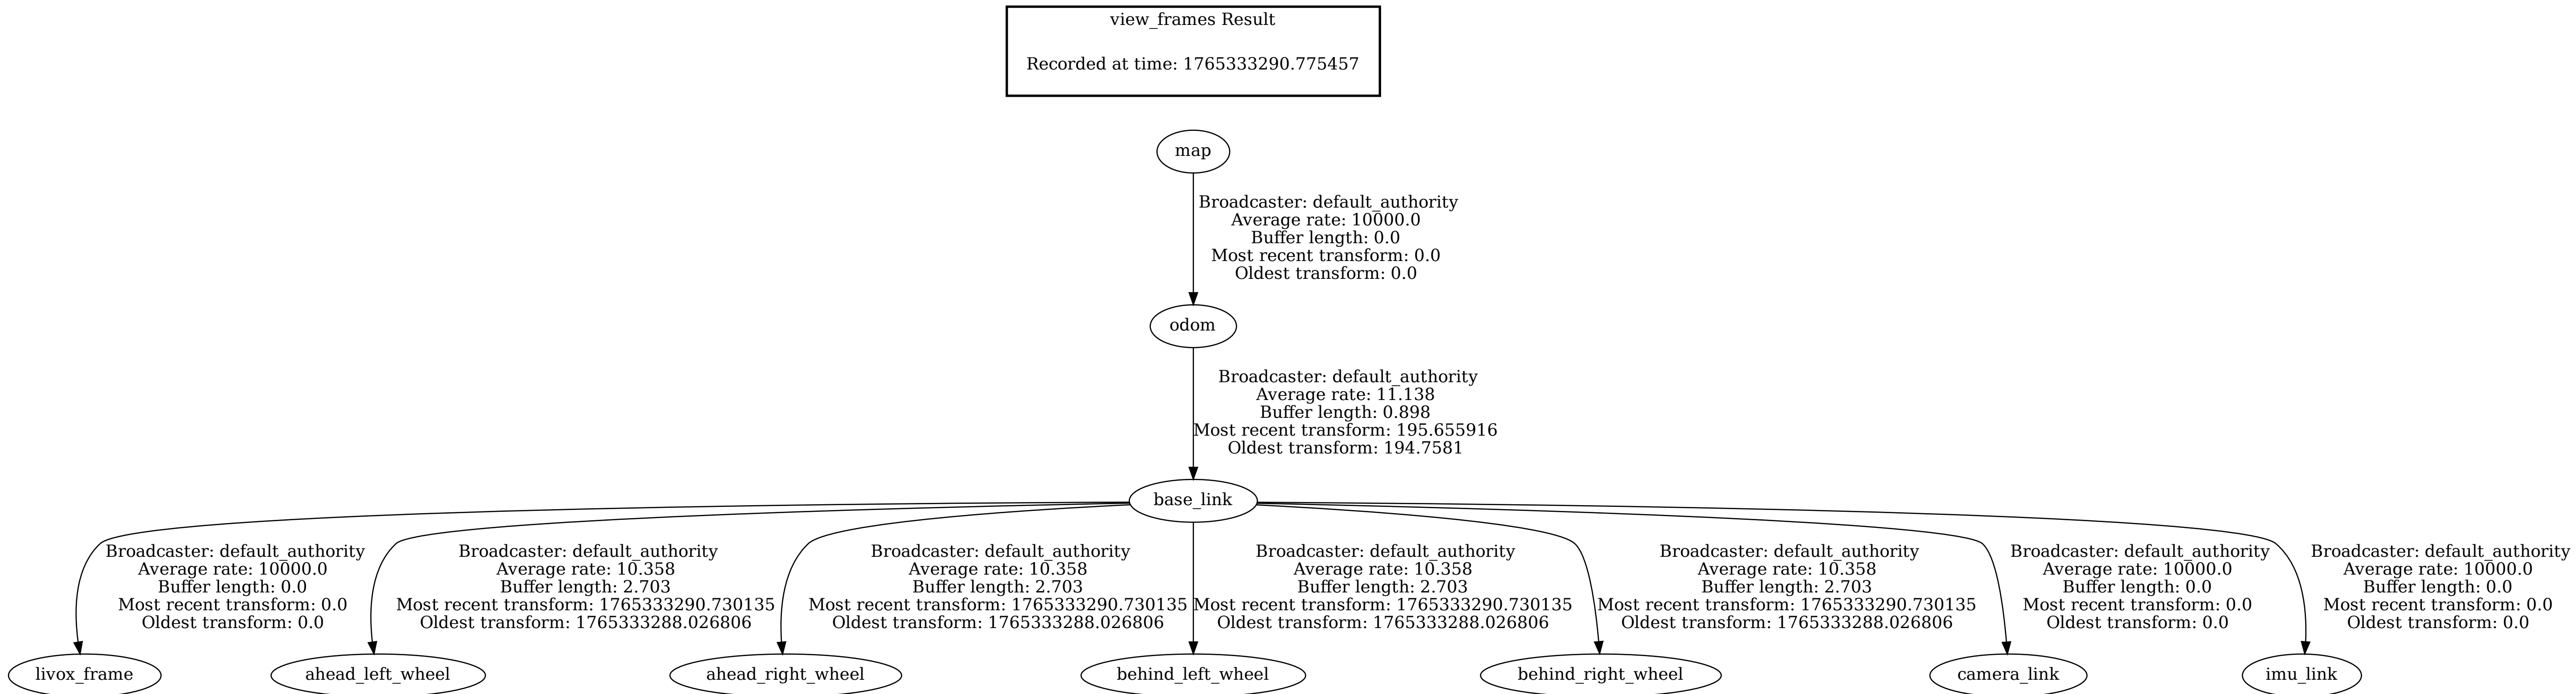 view_frames Result
Recorded at time: 1765333290.775457
map
Broadcaster: default_authority
Average rate: 10000.0
Buffer length: 0.0
Most recent transform: 0.0
Oldest transform: 0.0
odom
Broadcaster: default_authority
Average rate: 11.138
Buffer length: 0.898
Most recent transform: 195.655916
Oldest transform: 194.7581
base_link
Broadcaster: default_authority
Average rate: 10000.0
Buffer length: 0.0
Most recent transform: 0.0
Oldest transform: 0.0
Broadcaster: default_authority
Average rate: 10.358
Buffer length: 2.703
Most recent transform: 1765333290.730135
Oldest transform: 1765333288.026806
Broadcaster: default_authority
Average rate: 10.358
Buffer length: 2.703
Most recent transform: 1765333290.730135
Oldest transform: 1765333288.026806
Broadcaster: default_authority
Average rate: 10.358
Buffer length: 2.703
Most recent transform: 1765333290.730135
Oldest transform: 1765333288.026806
Broadcaster: default_authority
Average rate: 10.358
Buffer length: 2.703
Most recent transform: 1765333290.730135
Oldest transform: 1765333288.026806
Broadcaster: default_authority
Average rate: 10000.0
Buffer length: 0.0
Most recent transform: 0.0
Oldest transform: 0.0
Broadcaster: default_authority
Average rate: 10000.0
Buffer length: 0.0
Most recent transform: 0.0
Oldest transform: 0.0
livox_frame
ahead_left_wheel
ahead_right_wheel
behind_left_wheel
behind_right_wheel
camera_link
imu_link